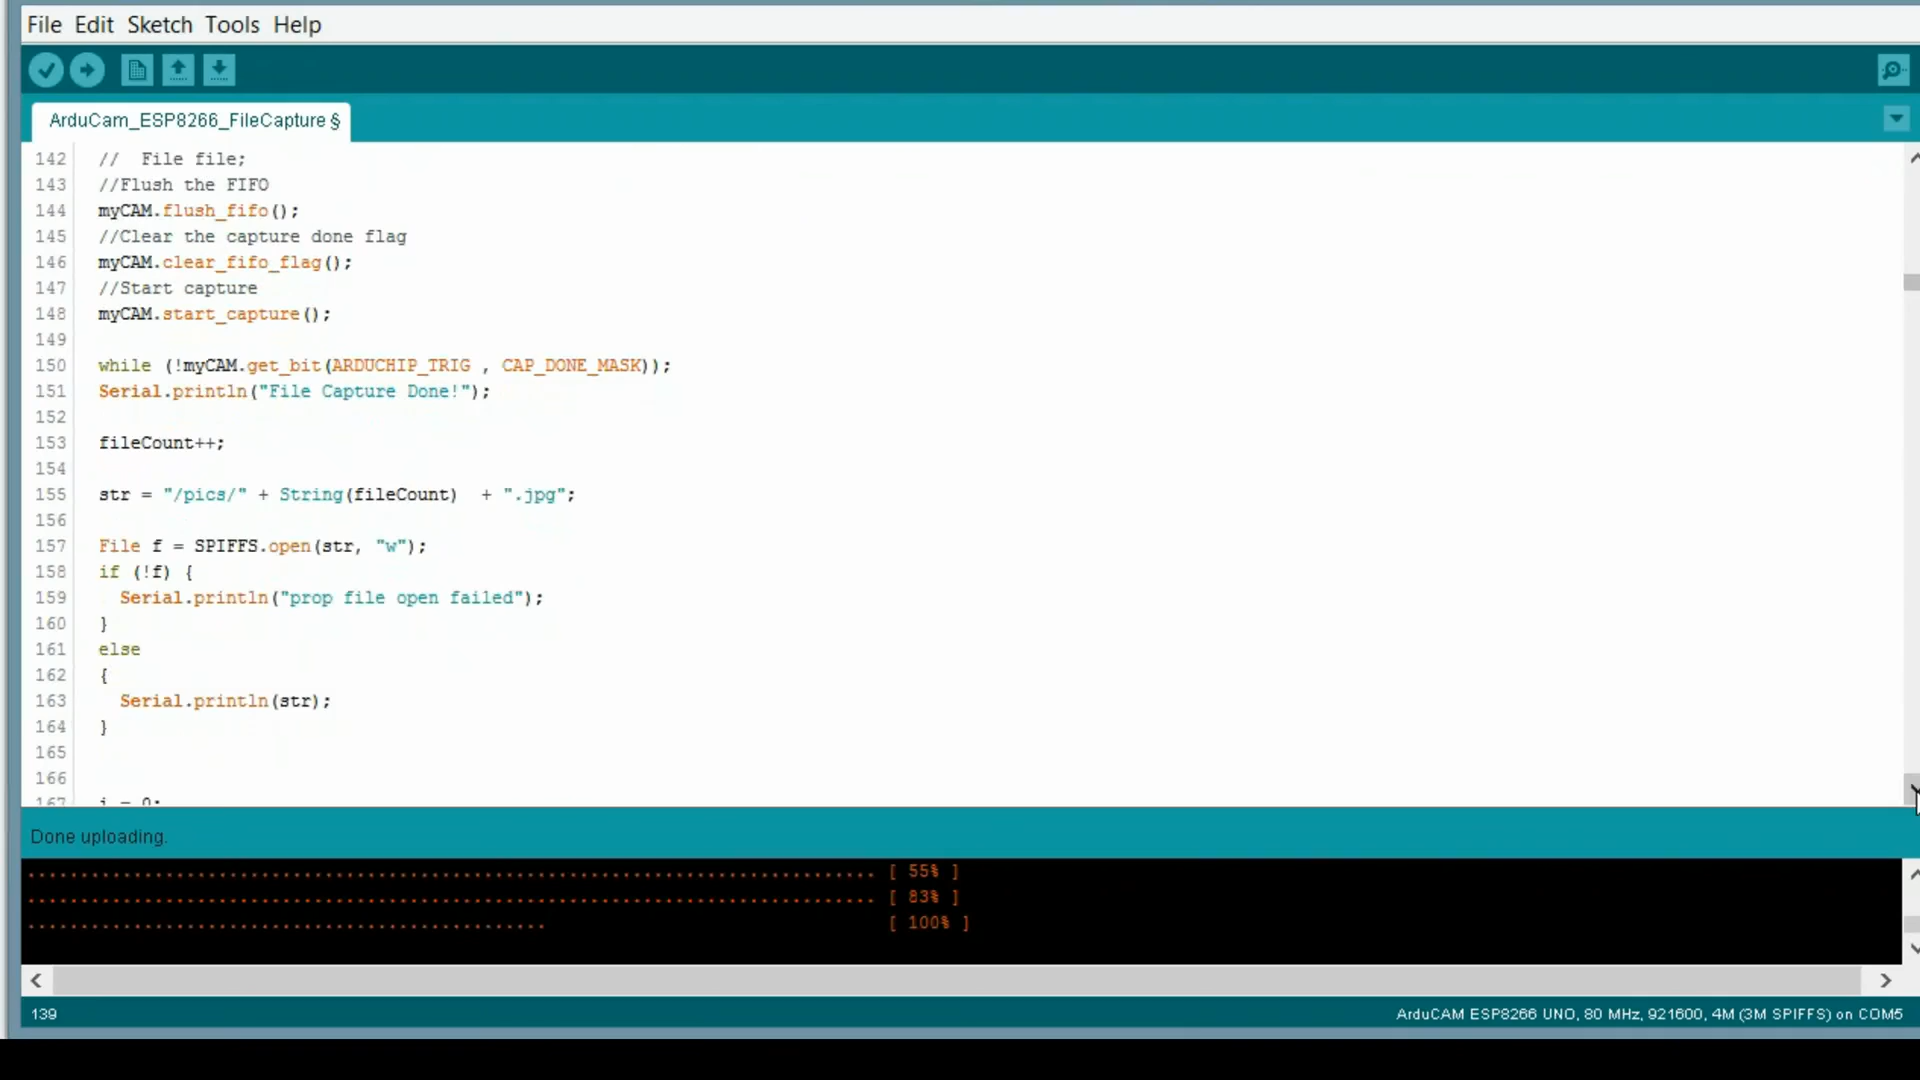 File Edit Sketch Tools Help
ArduCam_ESP8266_FileCapture §
142 //  File file;
143 //Flush the FIFO
144 myCAM.flush_fifo();
145 //Clear the capture done flag
146 myCAM.clear_fifo_flag();
147 //Start capture
148 myCAM.start_capture();
149
150 while (!myCAM.get_bit(ARDUCHIP_TRIG , CAP_DONE_MASK));
151 Serial.println("File Capture Done!");
152
153 fileCount++;
154
155 str = "/pics/" + String(fileCount)  + ".jpg";
156
157 File f = SPIFFS.open(str, "w");
158 if (!f) {
159   Serial.println("prop file open failed");
160 }
161 else
162 {
163   Serial.println(str);
164 }
165
166
167 i = 0;
Done uploading.
................................................................................ [ 55% ]
................................................................................ [ 83% ]
................................................. [ 100% ]
139 ArduCAM ESP8266 UNO, 80 MHz, 921600, 4M (3M SPIFFS) on COM5